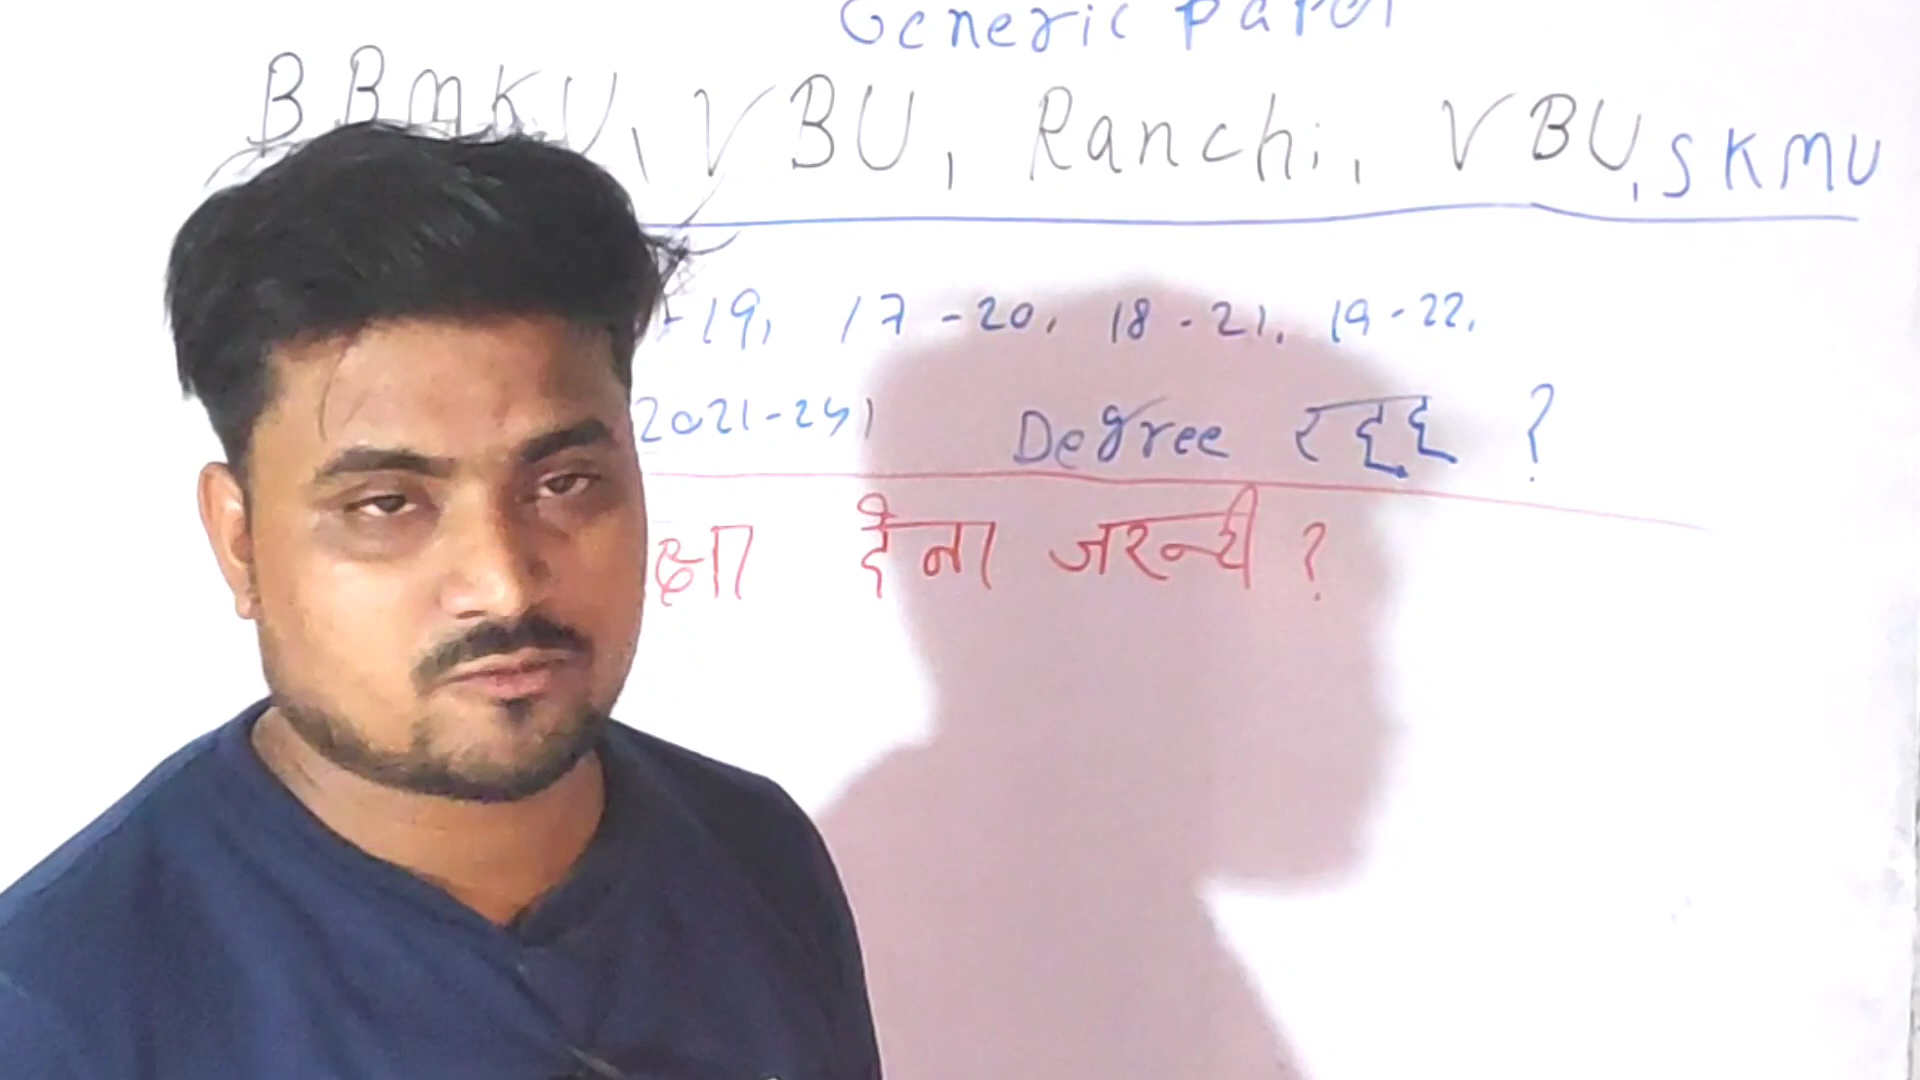 Generic Paper
BBMKU, VBU, Ranchi, VBU, SKMU
-19, 17-20, 18-21, 19-22,
2021-24, Degree रद्द ?
क्षा देना जरूरी ?